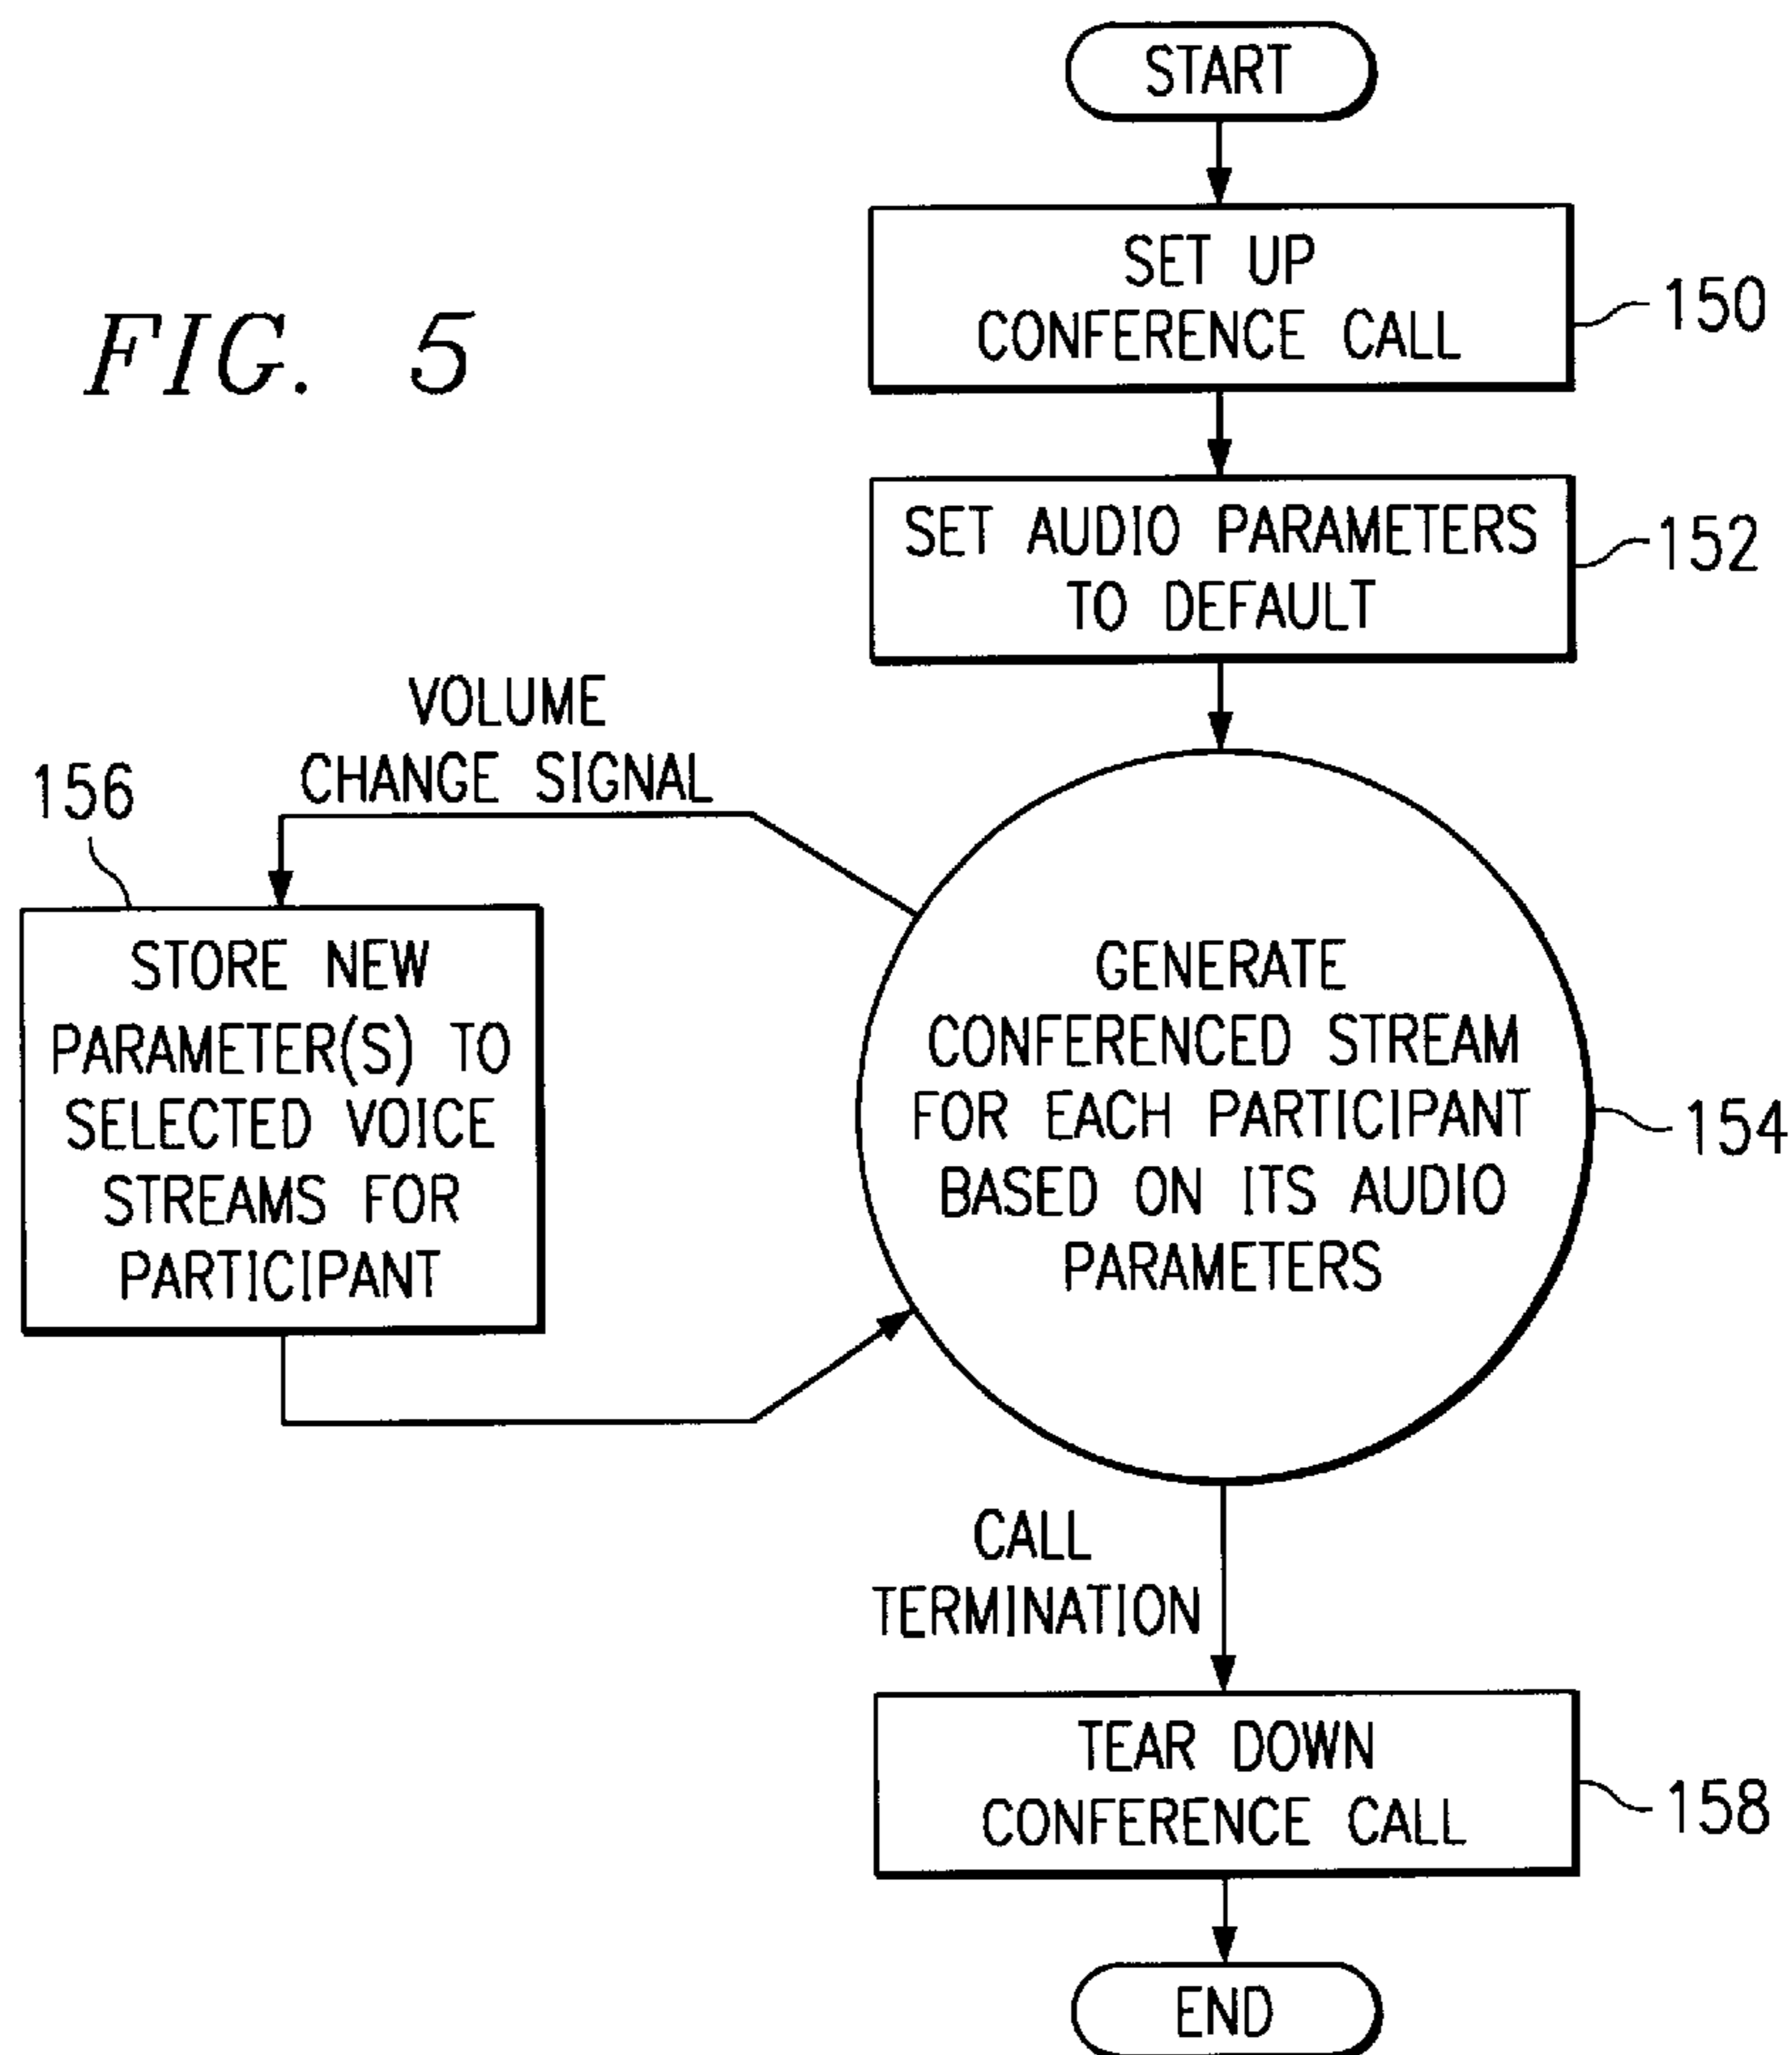 START
SET UP
CONFERENCE CALL
150
FIG. 5
SET AUDIO PARAMETERS
TO DEFAULT
152
VOLUME
CHANGE SIGNAL
156
STORE NEW
PARAMETER(S) TO
SELECTED VOICE
STREAMS FOR
PARTICIPANT
GENERATE
CONFERENCED STREAM
FOR EACH PARTICIPANT
BASED ON ITS AUDIO
PARAMETERS
154
CALL
TERMINATION
TEAR DOWN
CONFERENCE CALL
158
END